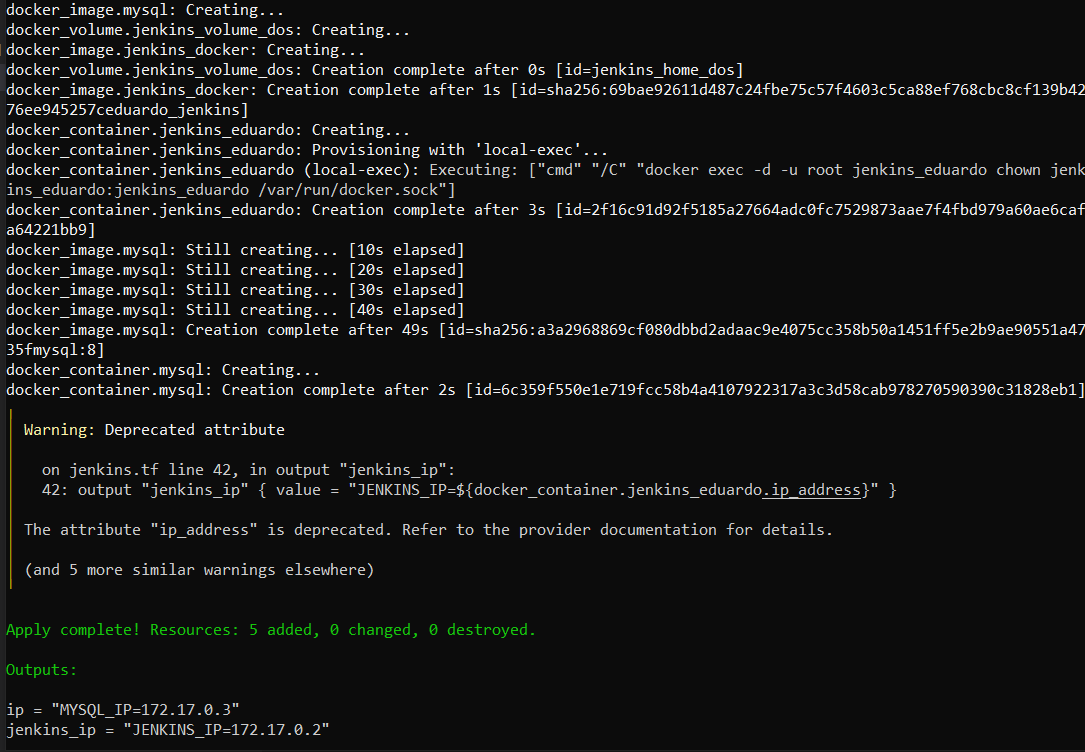 docker_image.mysql: Creating...
docker_volume.jenkins_volume_dos: Creating...
docker_image.jenkins_docker: Creating...
docker_volume.jenkins_volume_dos: Creation complete after 0s [id=jenkins_home_dos]
docker_image.jenkins_docker: Creation complete after 1s [id=sha256:69bae92611d487c24fbe75c57f4603c5ca88ef768cbc8cf139b42
76ee945257ceduardo_jenkins]
docker_container.jenkins_eduardo: Creating...
docker_container.jenkins_eduardo: Provisioning with 'local-exec'...
docker_container.jenkins_eduardo (local-exec): Executing: ["cmd" "/C" "docker exec -d -u root jenkins_eduardo chown jenk
ins_eduardo:jenkins_eduardo /var/run/docker.sock"]
docker_container.jenkins_eduardo: Creation complete after 3s [id=2f16c91d92f5185a27664adc0fc7529873aae7f4fbd979a60ae6caf
a64221bb9]
docker_image.mysql: Still creating... [10s elapsed]
docker_image.mysql: Still creating... [20s elapsed]
docker_image.mysql: Still creating... [30s elapsed]
docker_image.mysql: Still creating... [40s elapsed]
docker_image.mysql: Creation complete after 49s [id=sha256:a3a2968869cf080dbbd2adaac9e4075cc358b50a1451ff5e2b9ae90551a47
35fmysql:8]
docker_container.mysql: Creating...
docker_container.mysql: Creation complete after 2s [id=6c359f550e1e719fcc58b4a4107922317a3c3d58cab978270590390c31828eb1]
Warning: Deprecated attribute
on jenkins.tf line 42, in output "jenkins_ip":
42: output "jenkins_ip" { value = "JENKINS_IP=${docker_container.jenkins_eduardo.ip_address}" }
The attribute "ip_address" is deprecated. Refer to the provider documentation for details.
(and 5 more similar warnings elsewhere)
Apply complete! Resources: 5 added, 0 changed, 0 destroyed.
Outputs:
ip = "MYSQL_IP=172.17.0.3"
jenkins_ip = "JENKINS_IP=172.17.0.2"